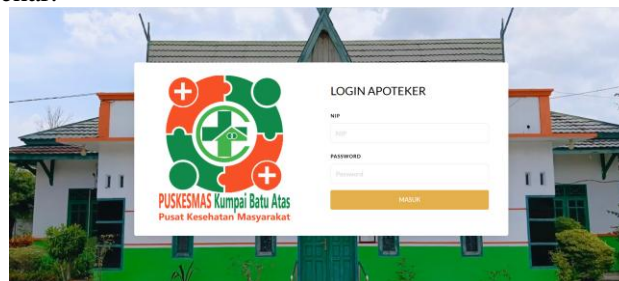 LOGIN APOTEKER
NIP
NIP
PASSWORD
Password
MASUK
PUSKESMAS Kumpai Batu Atas
Pusat Kesehatan Masyarakat